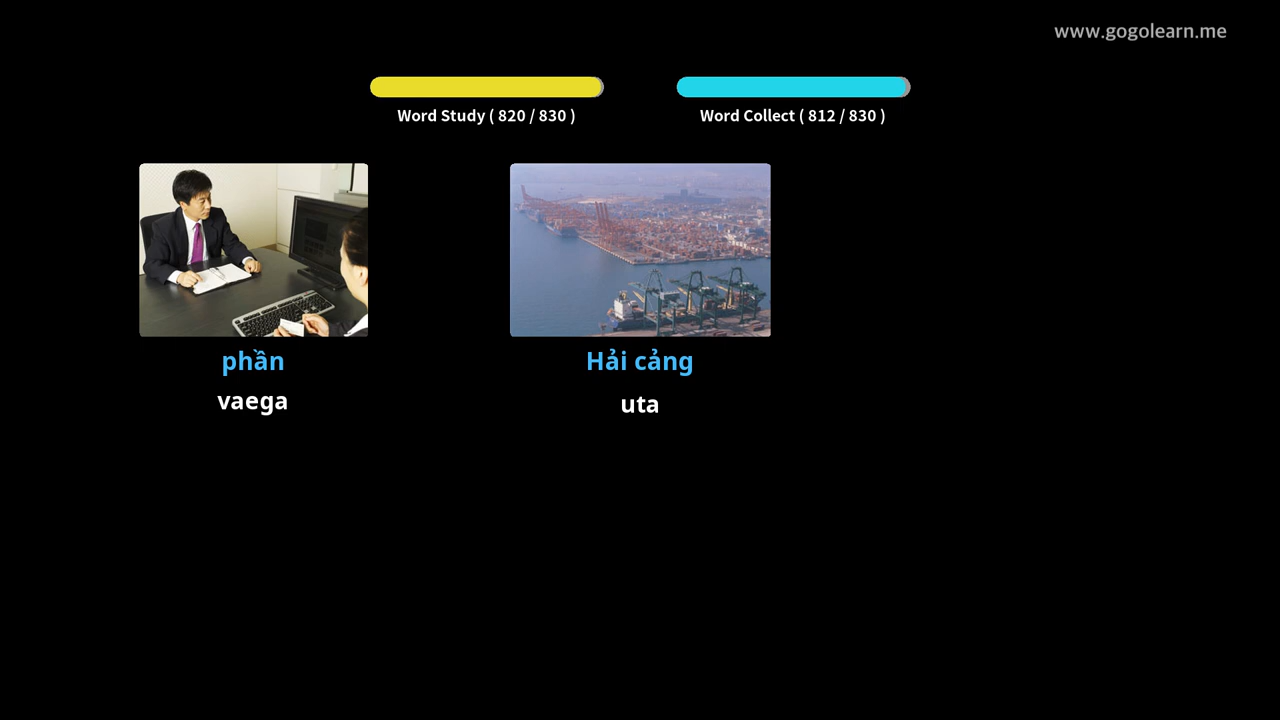 www.gogolearn.me
Word Study ( 820 / 830 )
Word Collect ( 812 / 830 )
phần
vaega
Hải cảng
uta